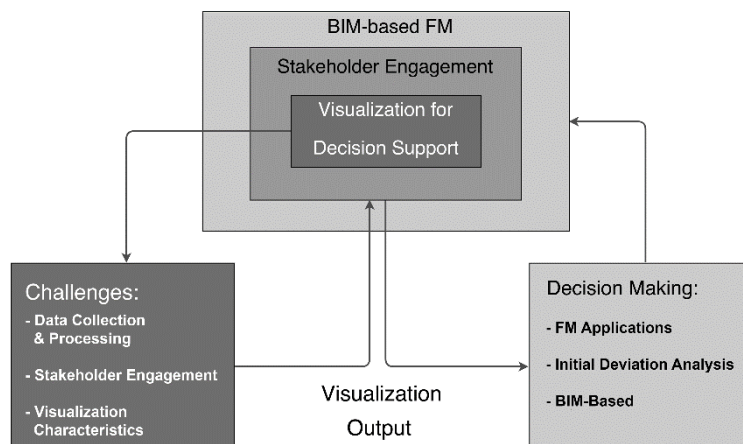 BIM-based FM
Stakeholder Engagement
Visualization for
Decision Support
Challenges:
- Data Collection
& Processing
- Stakeholder Engagement
- Visualization
Characteristics
Visualization
Output
Decision Making:
- FM Applications
- Initial Deviation Analysis
- BIM-Based